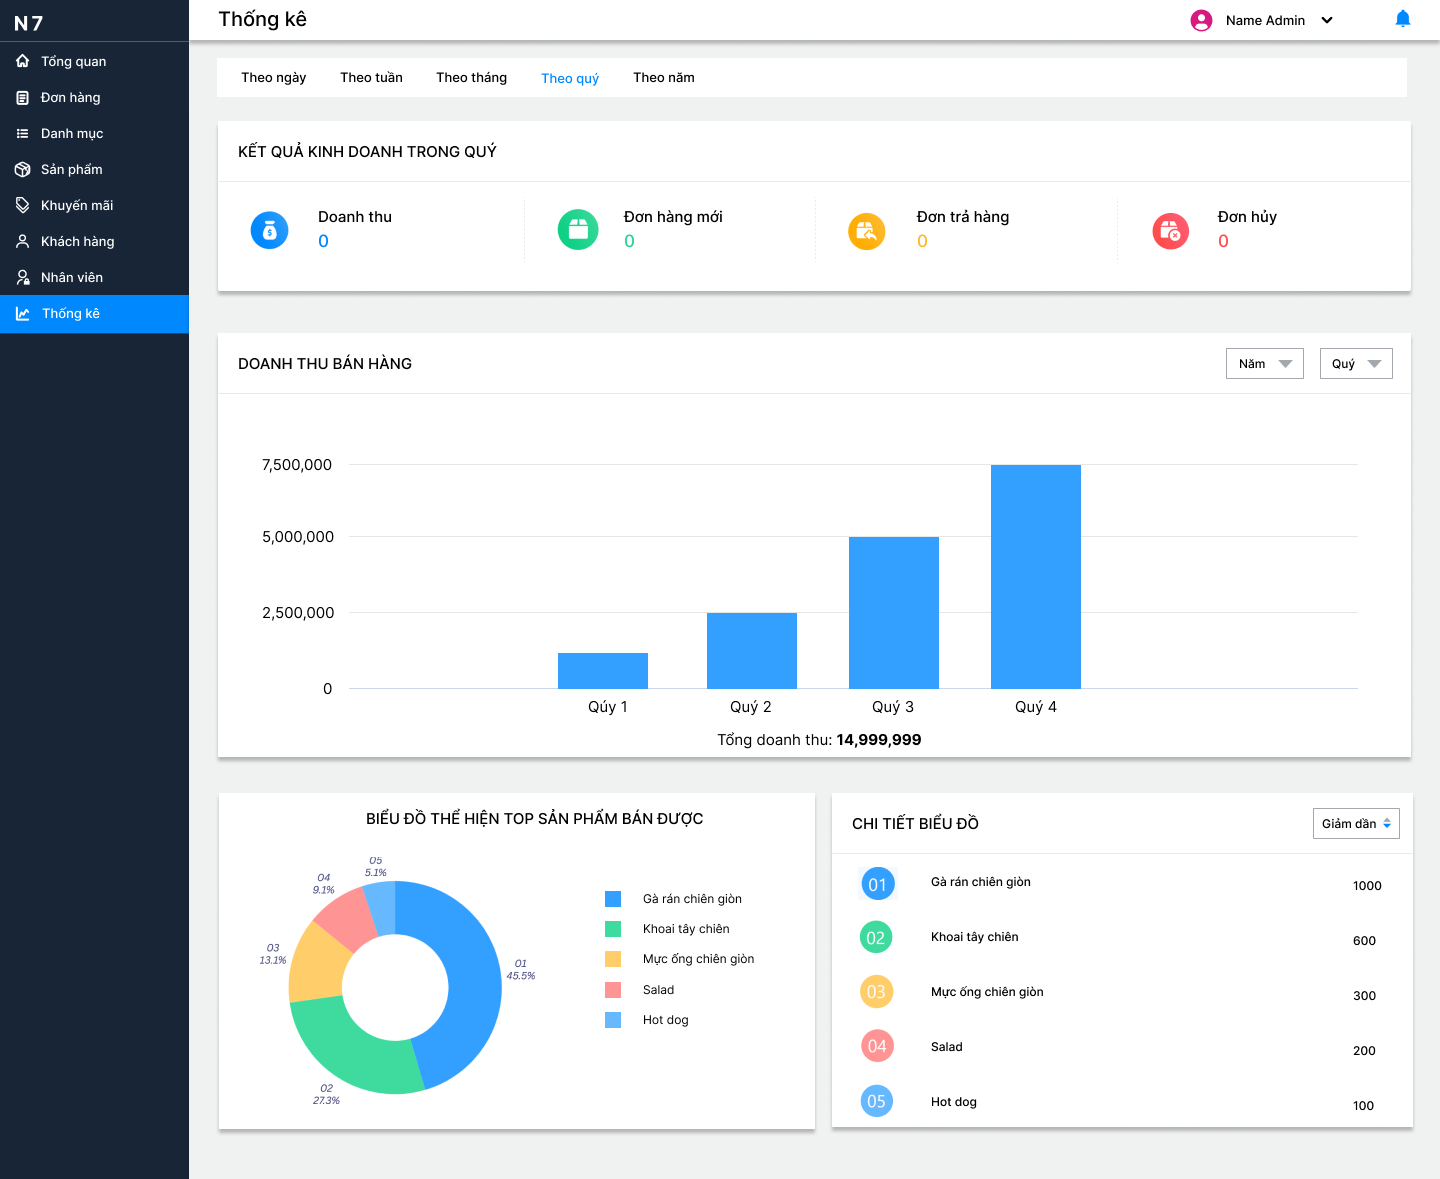 N7
Tổng quan
Đơn hàng
Danh mục
Sản phẩm
Khuyến mãi
Khách hàng
Nhân viên
Thống kê
Thống kê
Name Admin
Theo ngày Theo tuần Theo tháng Theo quý Theo năm
KẾT QUẢ KINH DOANH TRONG QUÝ
Doanh thu
0
Đơn hàng mới
0
Đơn trả hàng
0
Đơn hủy
0
DOANH THU BÁN HÀNG
Năm
Quý
7,500,000
5,000,000
2,500,000
0
Qúy 1 Quý 2 Quý 3 Quý 4
Tổng doanh thu: 14,999,999
BIỂU ĐỒ THỂ HIỆN TOP SẢN PHẨM BÁN ĐƯỢC
05
5.1%
04
9.1%
03
13.1%
01
45.5%
02
27.3%
Gà rán chiên giòn
Khoai tây chiên
Mực ống chiên giòn
Salad
Hot dog
CHI TIẾT BIỂU ĐỒ
Giảm dần
01 Gà rán chiên giòn 1000
02 Khoai tây chiên 600
03 Mực ống chiên giòn 300
04 Salad 200
05 Hot dog 100